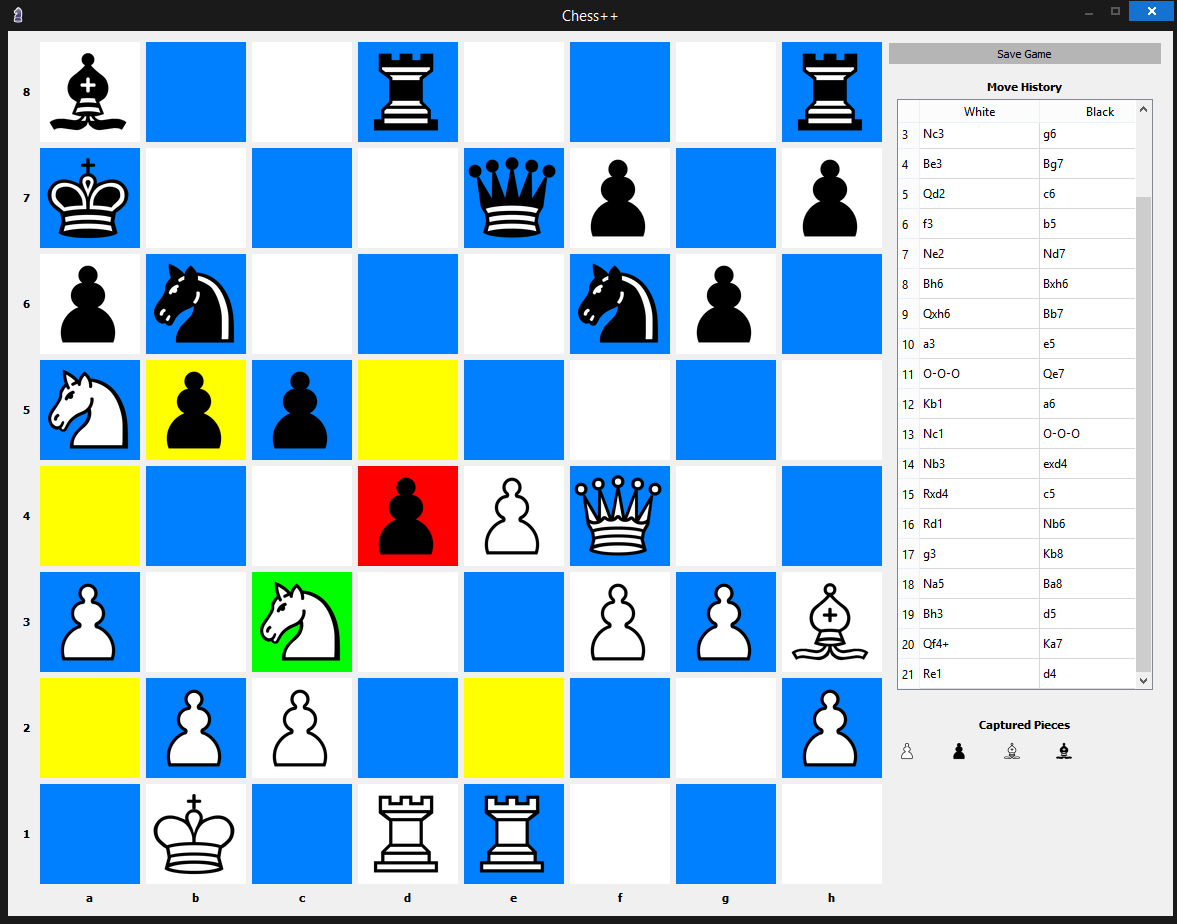 Chess++
8
7
6
5
4
3
2
1
a b c d e f g h
Save Game
Move History
White Black
3 Nc3 g6
4 Be3 Bg7
5 Qd2 c6
6 f3 b5
7 Ne2 Nd7
8 Bh6 Bxh6
9 Qxh6 Bb7
10 a3 e5
11 O-O-O Qe7
12 Kb1 a6
13 Nc1 O-O-O
14 Nb3 exd4
15 Rxd4 c5
16 Rd1 Nb6
17 g3 Kb8
18 Na5 Ba8
19 Bh3 d5
20 Qf4+ Ka7
21 Re1 d4
Captured Pieces